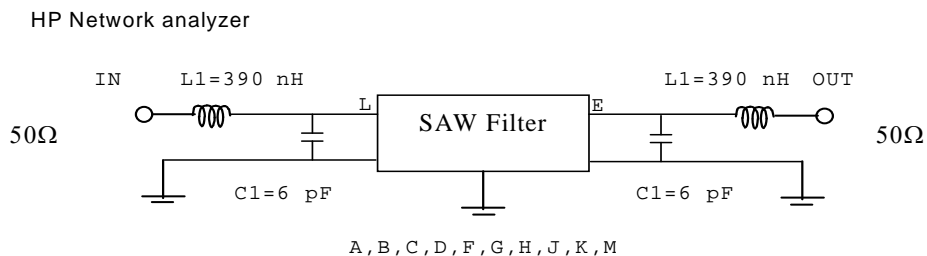 HP Network analyzer
IN L1=390 nH L1=390 nH OUT
L E
50Ω SAW Filter 50Ω
C1=6 pF C1=6 pF
A,B,C,D,F,G,H,J,K,M